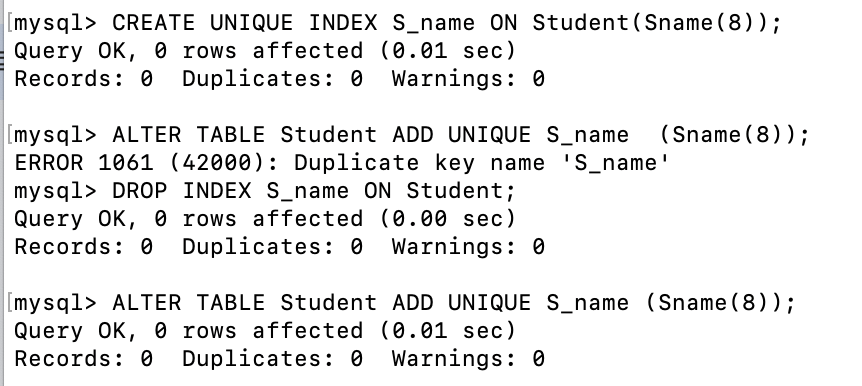 [mysql> CREATE UNIQUE INDEX S_name ON Student(Sname(8));
Query OK, 0 rows affected (0.01 sec)
Records: 0  Duplicates: 0  Warnings: 0

[mysql> ALTER TABLE Student ADD UNIQUE S_name  (Sname(8));
ERROR 1061 (42000): Duplicate key name 'S_name'
mysql> DROP INDEX S_name ON Student;
Query OK, 0 rows affected (0.00 sec)
Records: 0  Duplicates: 0  Warnings: 0

[mysql> ALTER TABLE Student ADD UNIQUE S_name (Sname(8));
Query OK, 0 rows affected (0.01 sec)
Records: 0  Duplicates: 0  Warnings: 0